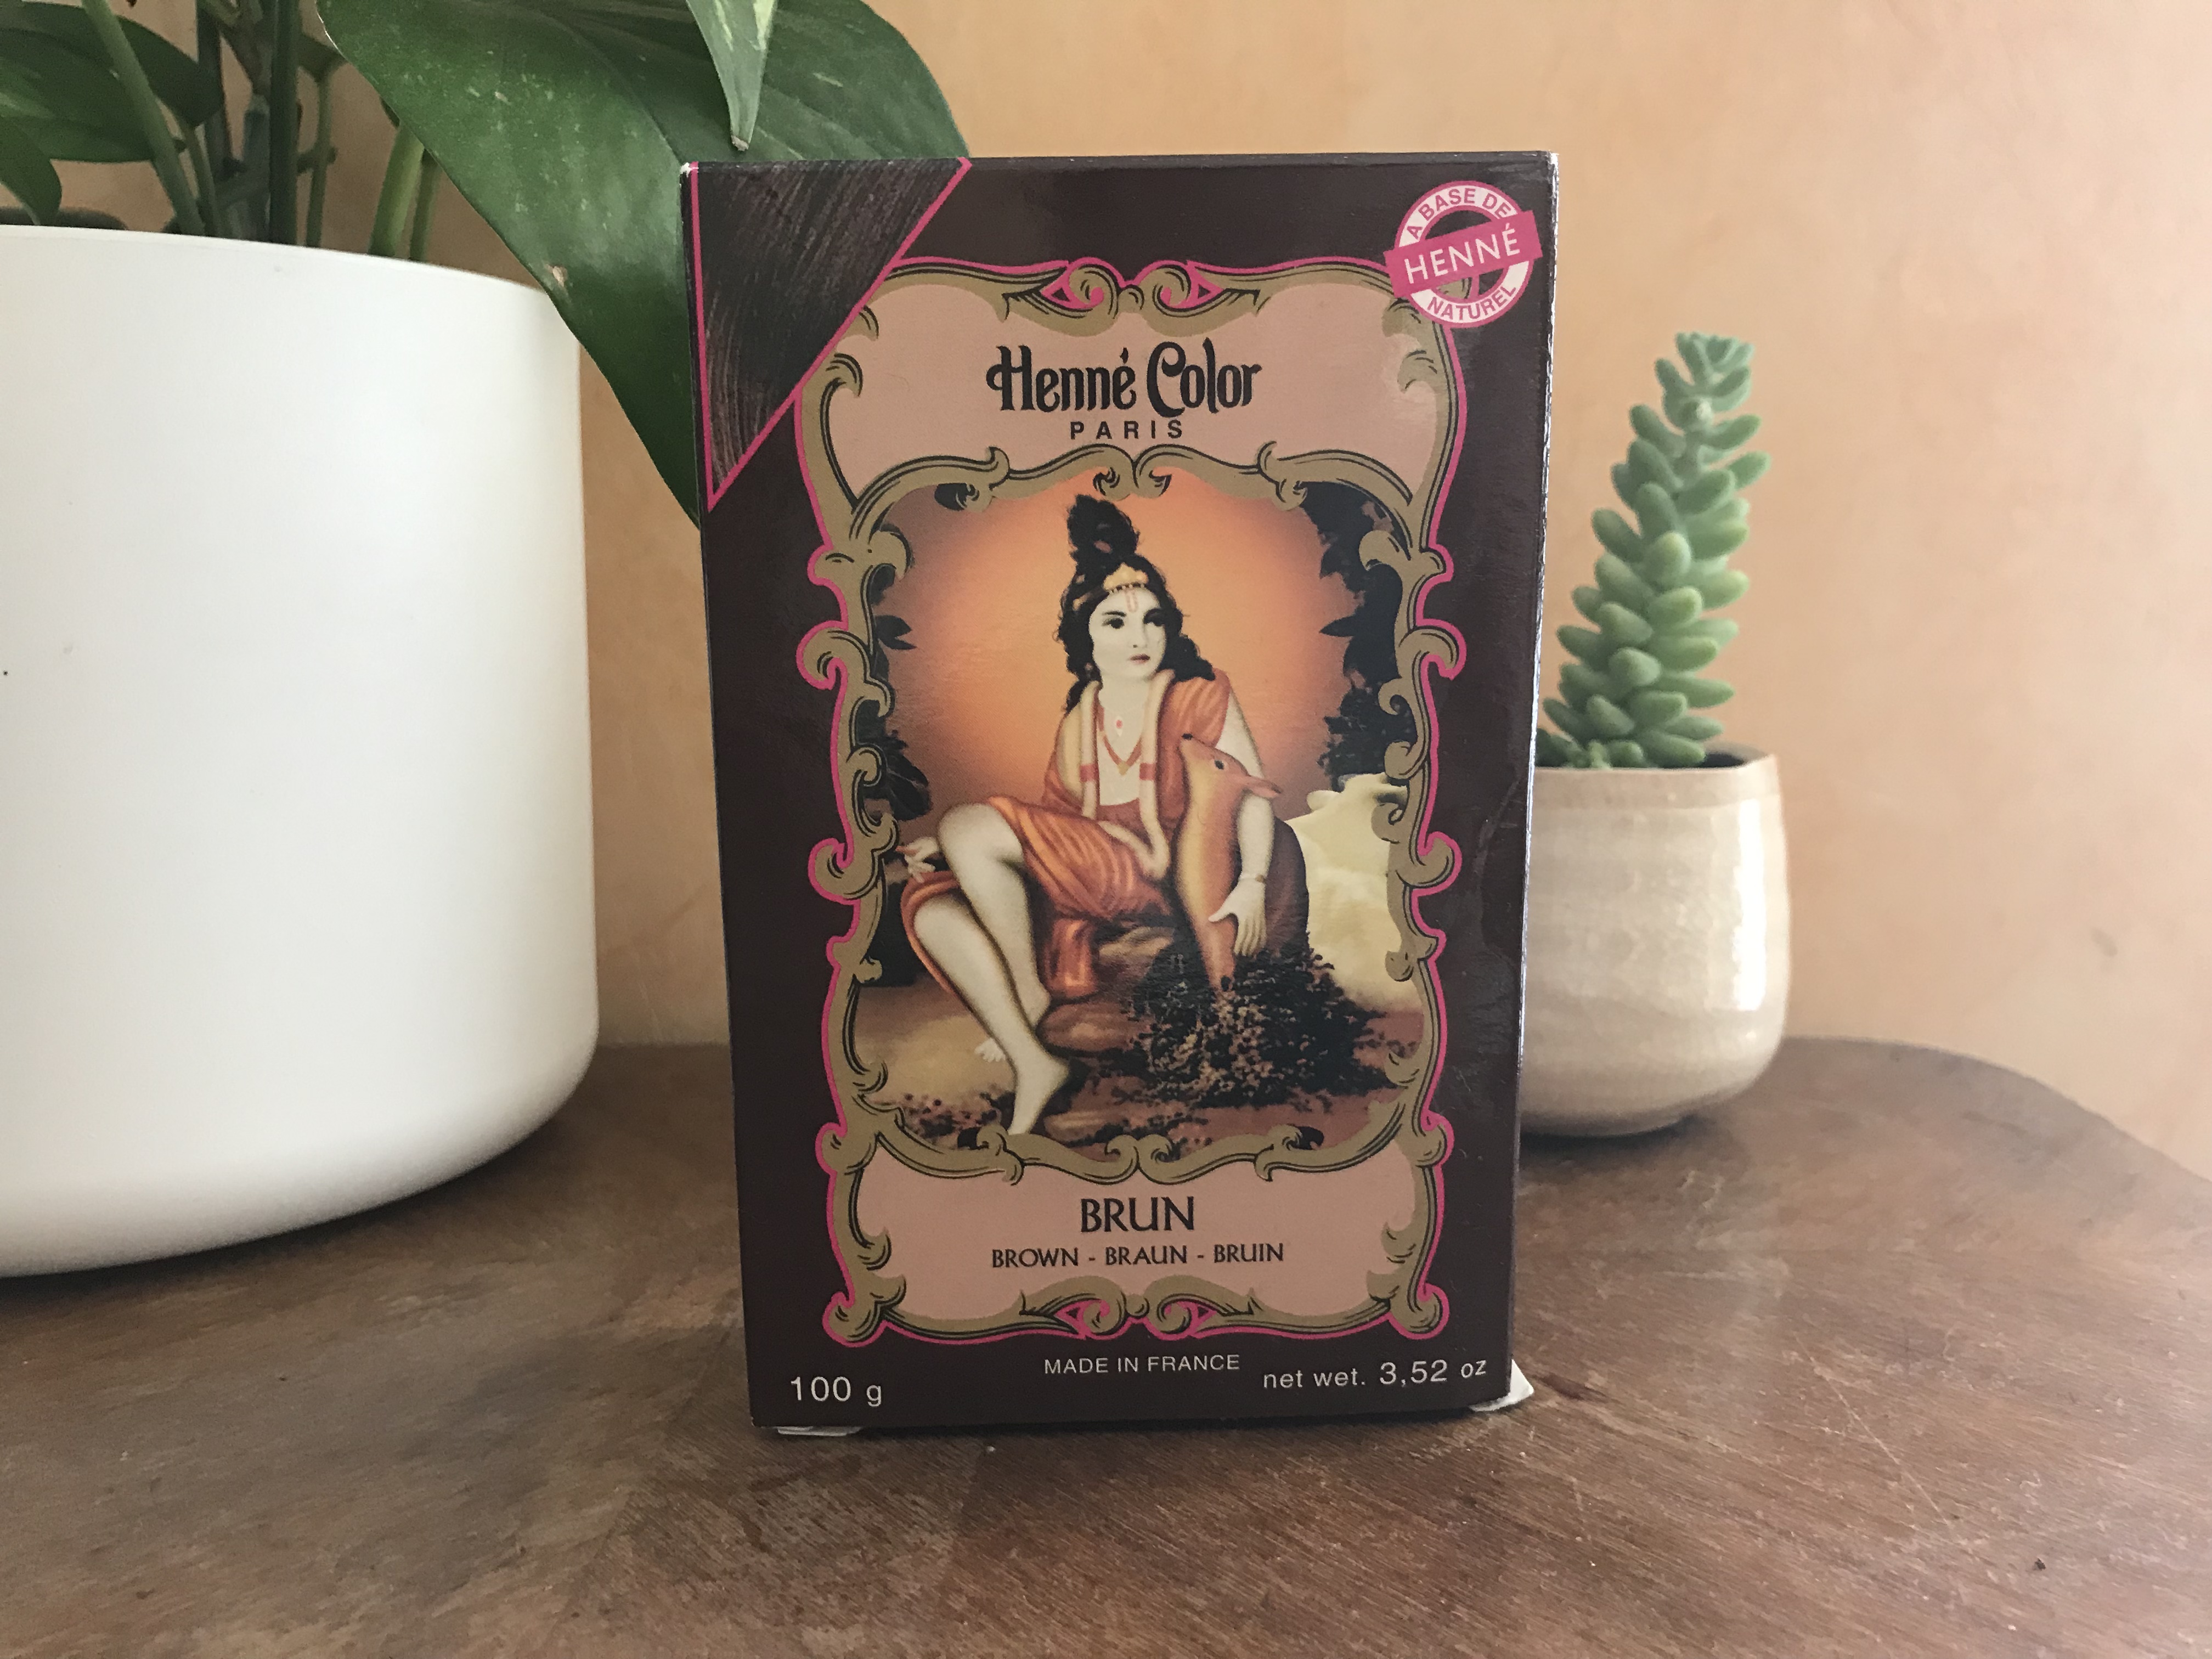 A BASE DE
HENNÉ
NATUREL
Henné Color
PARIS
BRUN
BROWN - BRAUN - BRUIN
MADE IN FRANCE
100 g
net wet. 3,52 oz